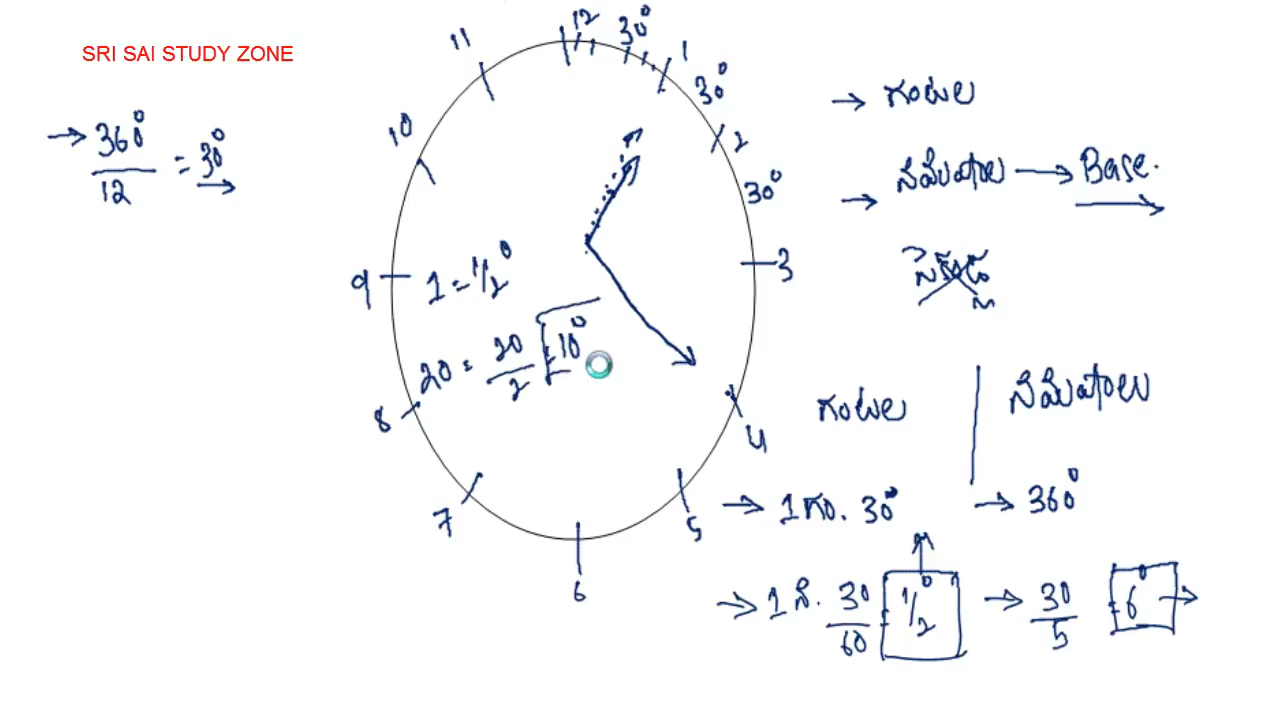 SRI SAI STUDY ZONE
→ 360° / 12 = 30°
12
30°
1
30°
2
30°
3
4
5
6
7
8
9
10
11
1 = 1/2°
20 = 20/2 = 10°
→ గంటల
→ నిమిషాలు → Base.
గంటల | నిమిషాలు
→ 1 గం. 30° → 360°
→ 1 ని. 30/60 = 1/2° → 30/5 = 6° →